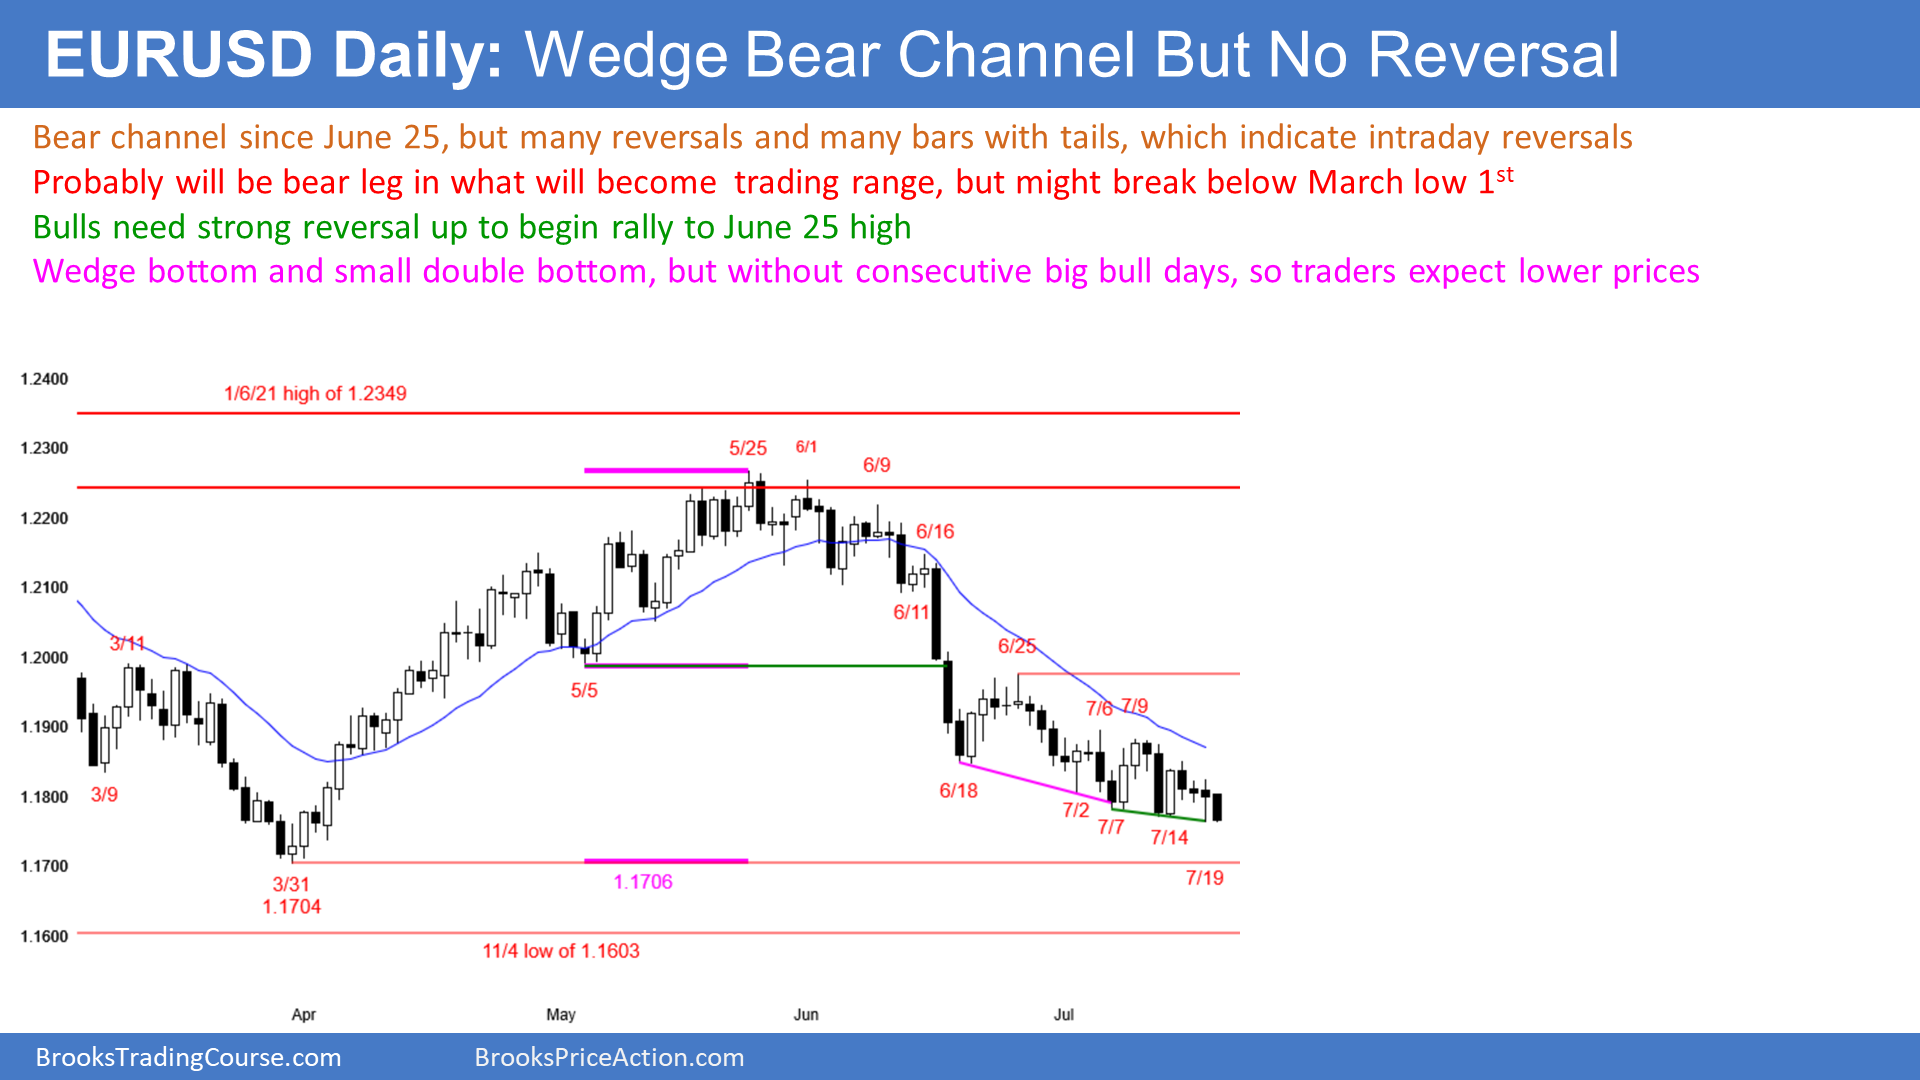 EURUSD Daily: Wedge Bear Channel But No Reversal
Bear channel since June 25, but many reversals and many bars with tails, which indicate intraday reversals
Probably will be bear leg in what will become trading range, but might break below March low 1st
Bulls need strong reversal up to begin rally to June 25 high
Wedge bottom and small double bottom, but without consecutive big bull days, so traders expect lower prices
1.2400
1/6/21 high of 1.2349
1.2300
5/25
6/1
6/9
1.2200
6/16
1.2100
6/11
3/11
1.2000
6/25
5/5
1.1900
7/6
7/9
3/9
1.1800
6/18
7/2
7/7
7/14
1.1700
3/31
1.1704
1.1706
7/19
1.1600
11/4 low of 1.1603
Apr
May
Jun
Jul
BrooksTradingCourse.com
BrooksPriceAction.com